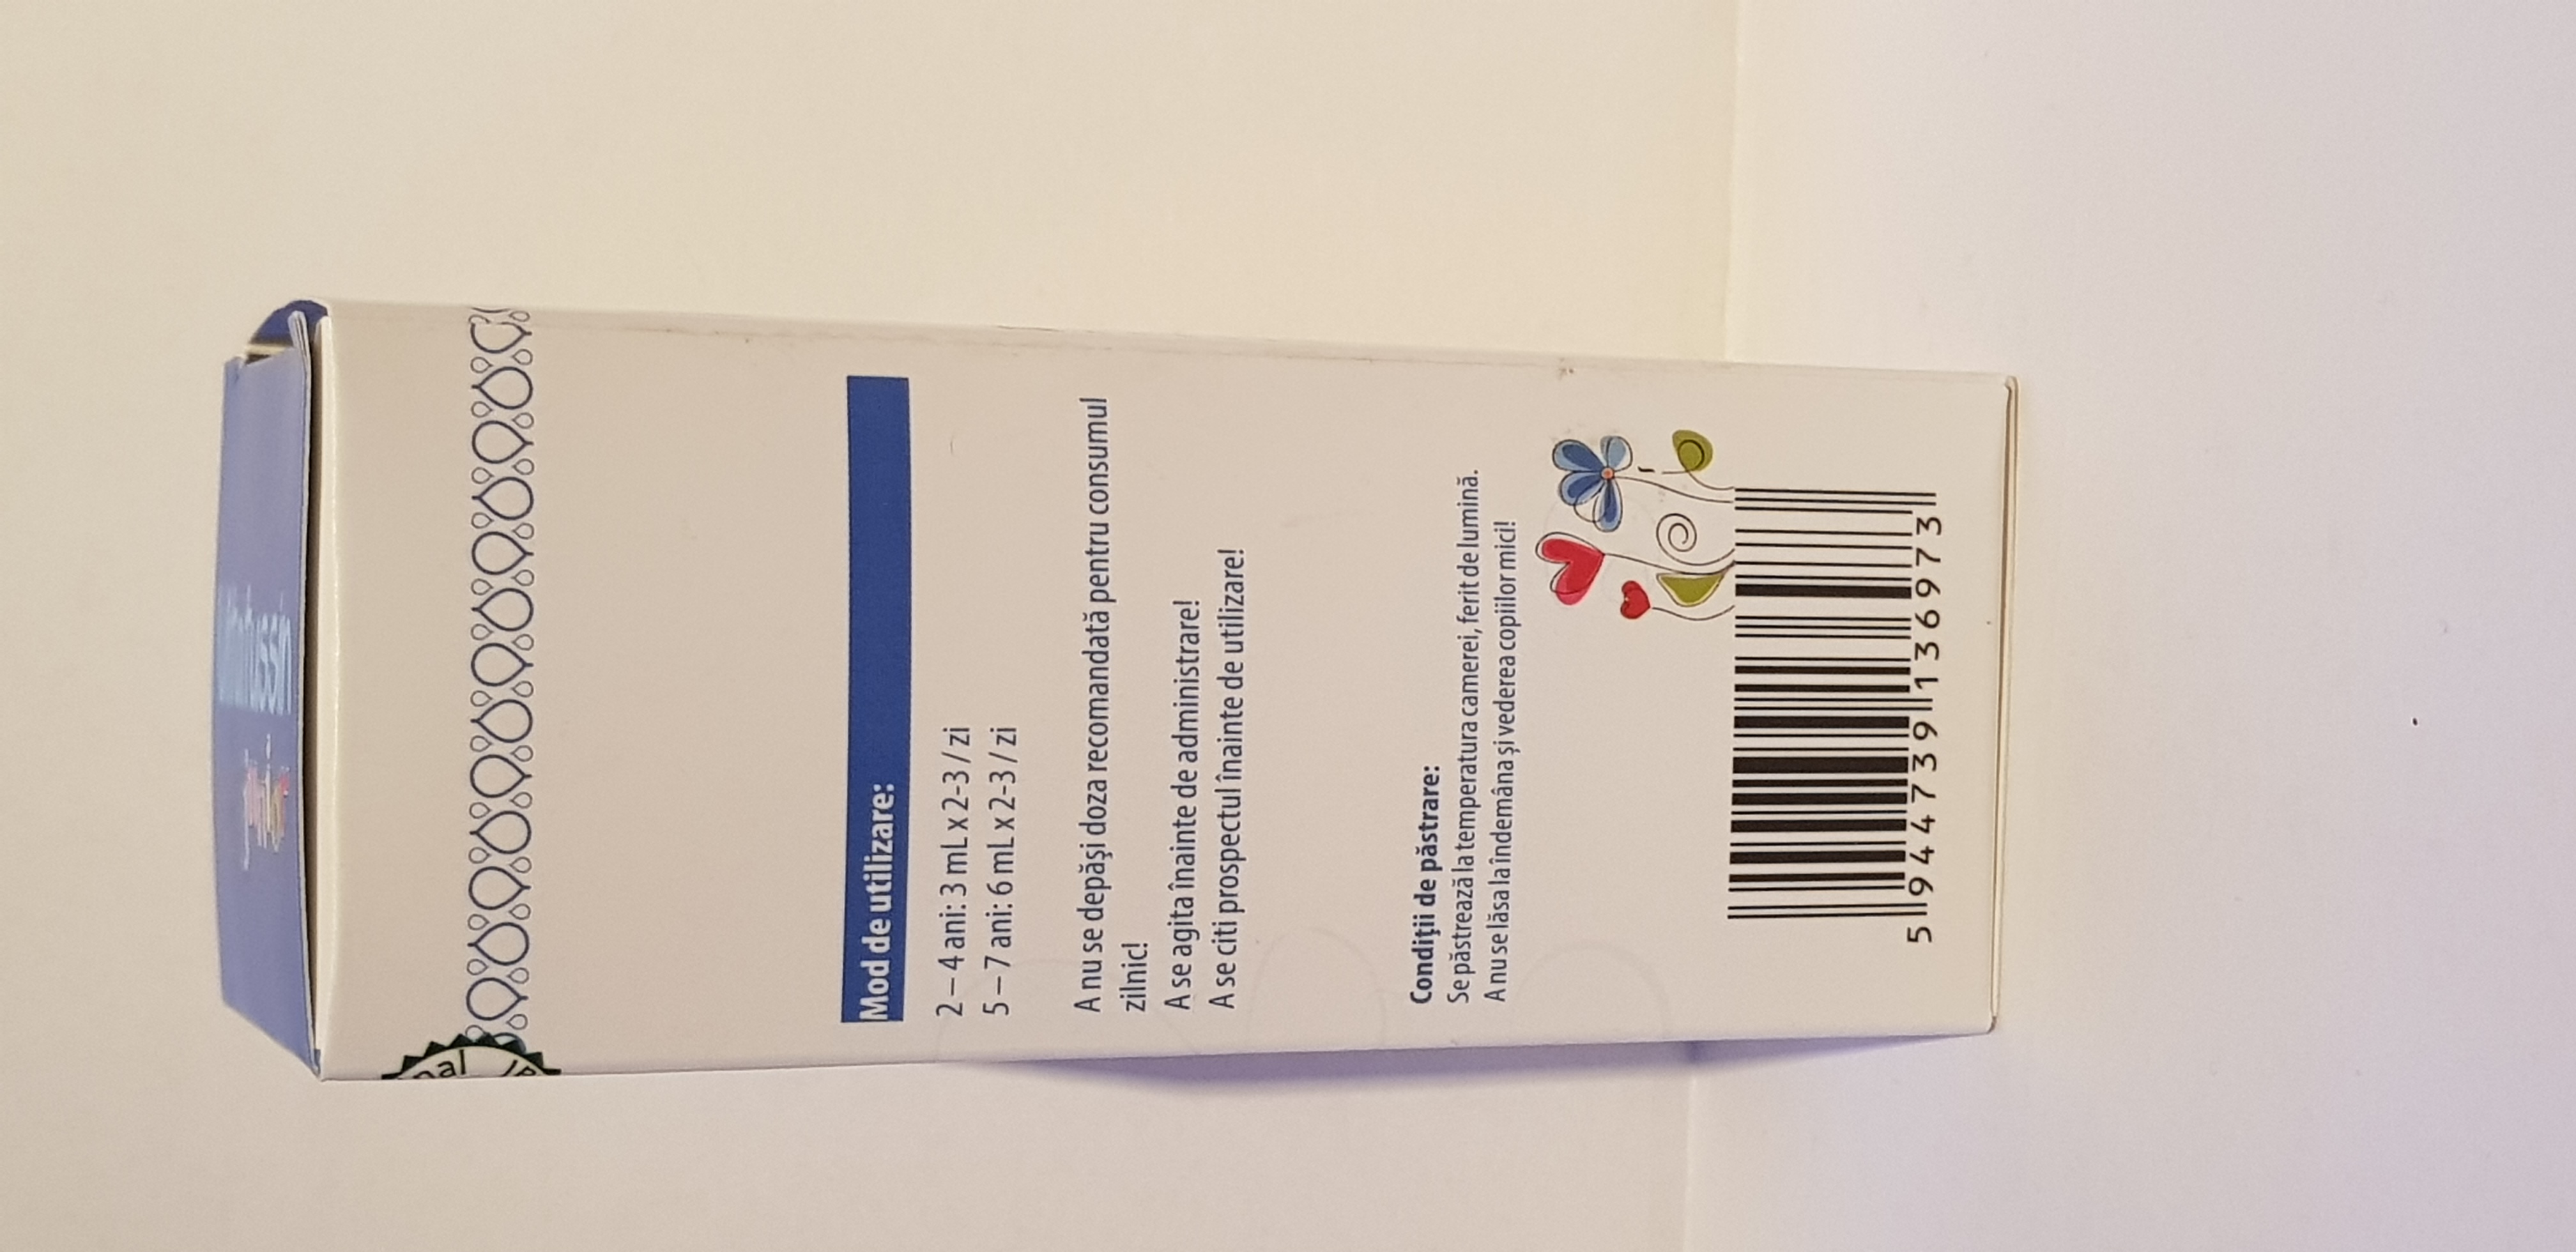 Mod de utilizare:
2 – 4 ani: 3 mL x 2-3 / zi
5 – 7 ani: 6 mL x 2-3 / zi
A nu se depăşi doza recomandată pentru consumul
zilnic!
A se agita înainte de administrare!
A se citi prospectul înainte de utilizare!
Condiţii de păstrare:
Se păstrează la temperatura camerei, ferit de lumină.
A nu se lăsa la îndemâna și vederea copiilor mici!
5 944739 136973